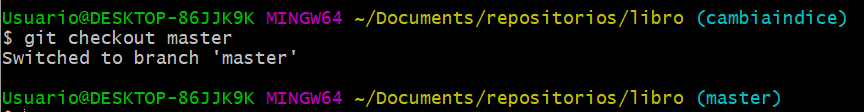 Usuario@DESKTOP-86JJK9K MINGW64 ~/Documents/repositorios/libro (cambiaindice)
$ git checkout master
Switched to branch 'master'
Usuario@DESKTOP-86JJK9K MINGW64 ~/Documents/repositorios/libro (master)